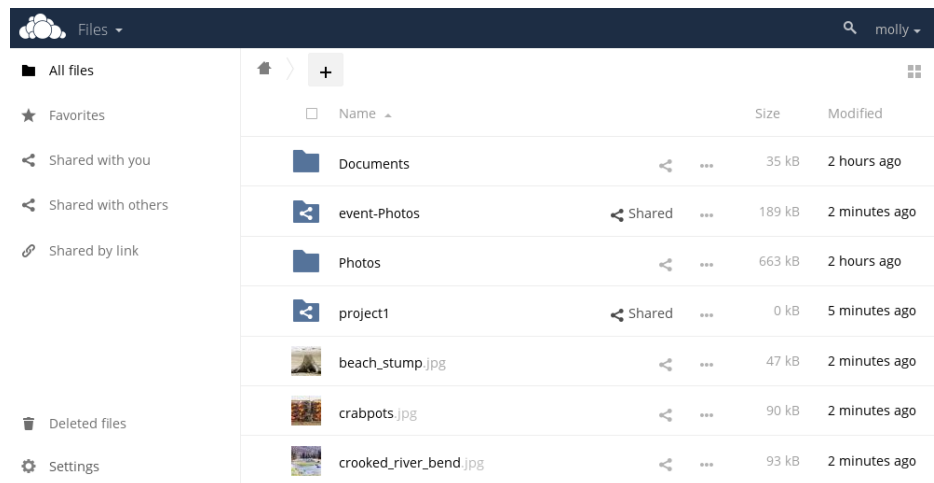 Files
molly
All files
Favorites
Shared with you
Shared with others
Shared by link
Deleted files
Settings
+
Name Size Modified
Documents 35 kB 2 hours ago
event-Photos Shared 189 kB 2 minutes ago
Photos 663 kB 2 hours ago
project1 Shared 0 kB 5 minutes ago
beach_stump.jpg 47 kB 2 minutes ago
crabpots.jpg 90 kB 2 minutes ago
crooked_river_bend.jpg 93 kB 2 minutes ago